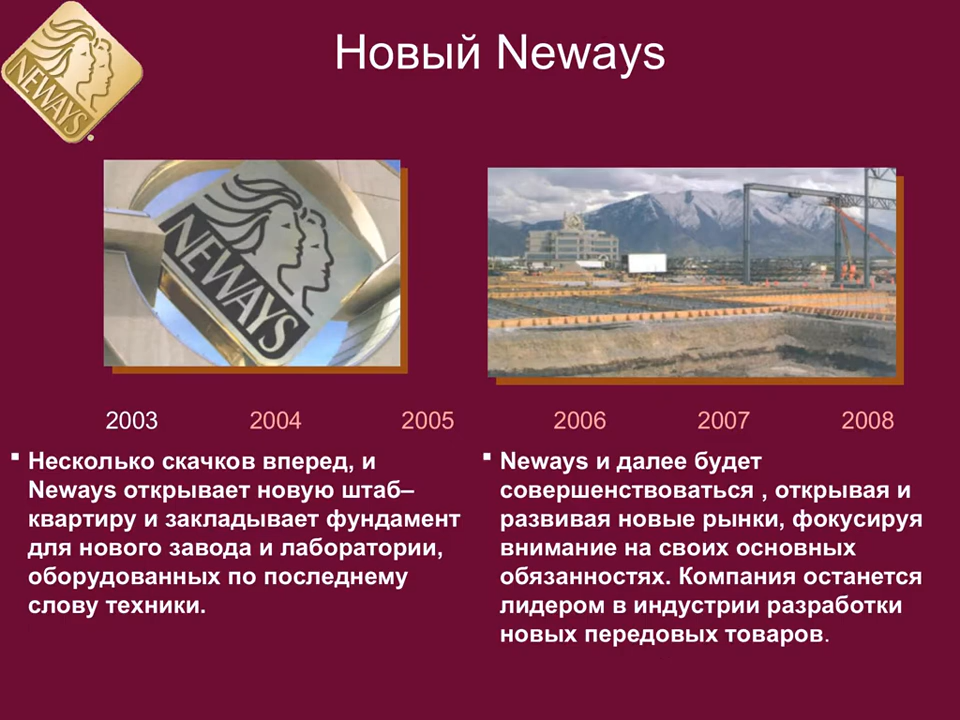 NEWAYS
Новый Neways
NEWAYS
2003 2004 2005 2006 2007 2008
▪ Несколько скачков вперед, и
Neways открывает новую штаб–
квартиру и закладывает фундамент
для нового завода и лаборатории,
оборудованных по последнему
слову техники.
▪ Neways и далее будет
совершенствоваться , открывая и
развивая новые рынки, фокусируя
внимание на своих основных
обязанностях. Компания останется
лидером в индустрии разработки
новых передовых товаров.